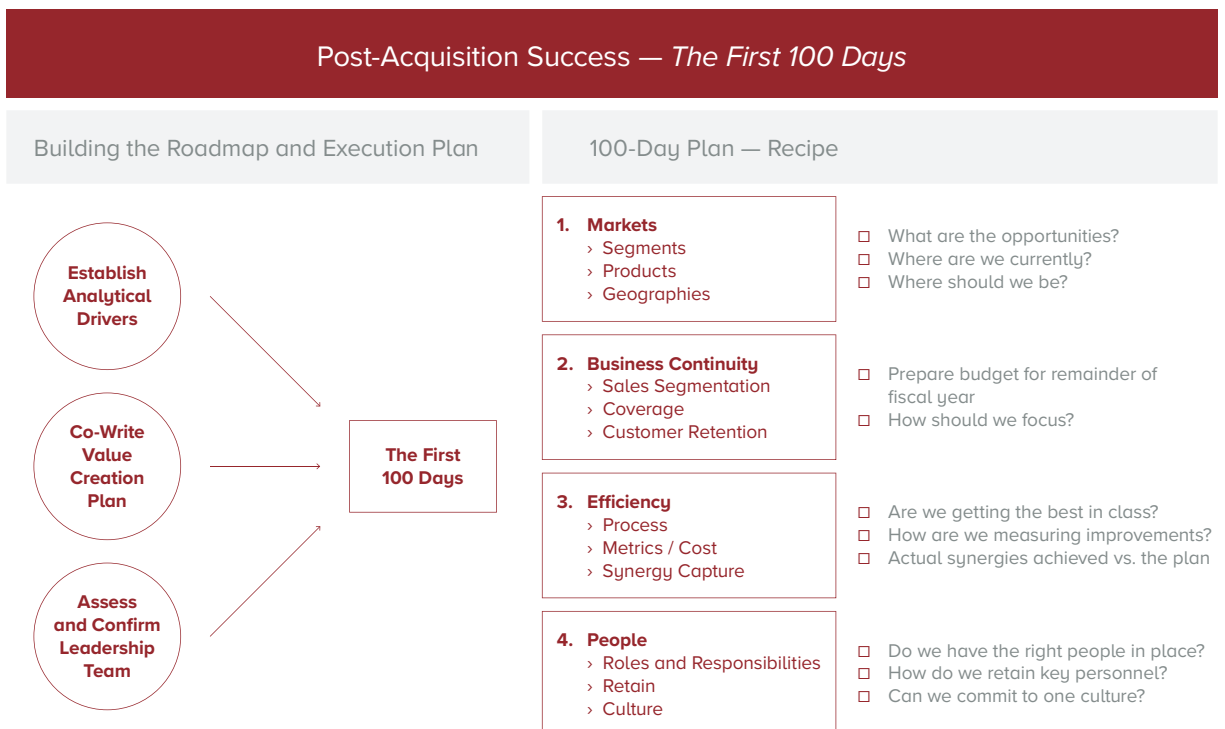 Post-Acquisition Success — The First 100 Days
Building the Roadmap and Execution Plan
Establish
Analytical
Drivers
Co-Write
Value
Creation
Plan
Assess
and Confirm
Leadership
Team
The First
100 Days
100-Day Plan — Recipe
1. Markets
› Segments
› Products
› Geographies
□ What are the opportunities?
□ Where are we currently?
□ Where should we be?
2. Business Continuity
› Sales Segmentation
› Coverage
› Customer Retention
□ Prepare budget for remainder of
fiscal year
□ How should we focus?
3. Efficiency
› Process
› Metrics / Cost
› Synergy Capture
□ Are we getting the best in class?
□ How are we measuring improvements?
□ Actual synergies achieved vs. the plan
4. People
› Roles and Responsibilities
› Retain
› Culture
□ Do we have the right people in place?
□ How do we retain key personnel?
□ Can we commit to one culture?